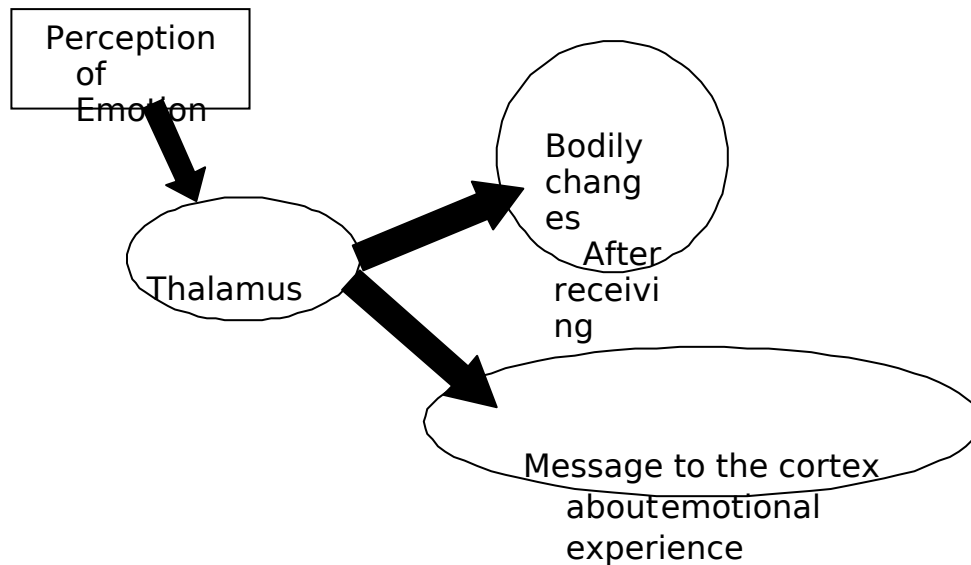 Perception
of
Emotion
Bodily
chang
es
After
receivi
ng
Thalamus
Message to the cortex
aboutemotional
experience